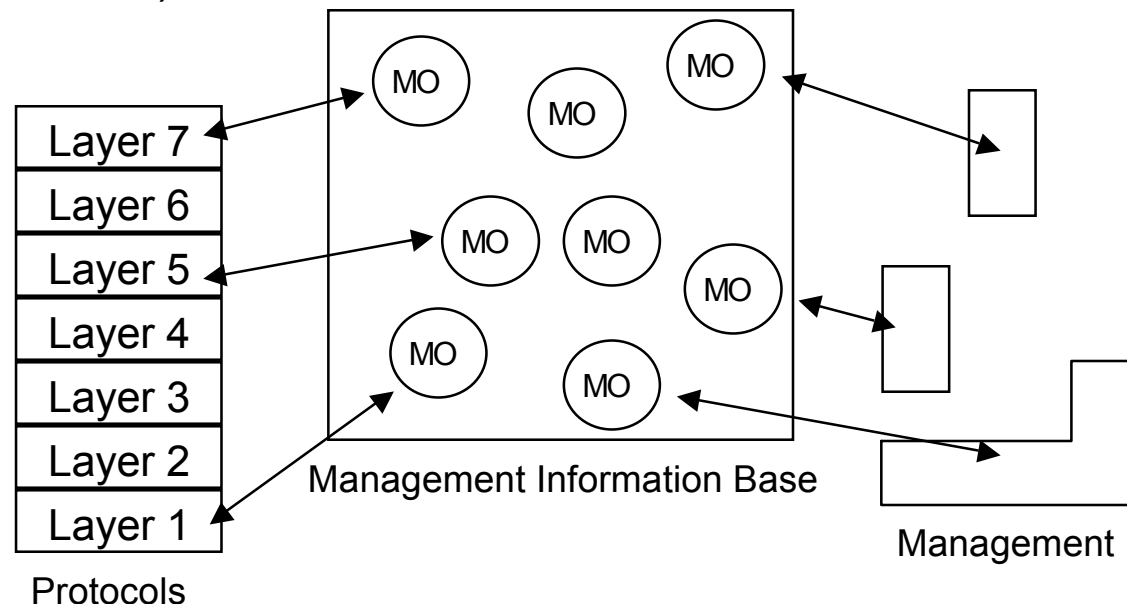 MO
MO
MO
MO
MO
MO
MO
MO
Layer 7
Layer 6
Layer 5
Layer 4
Layer 3
Layer 2
Layer 1
Protocols
Management Information Base
Management